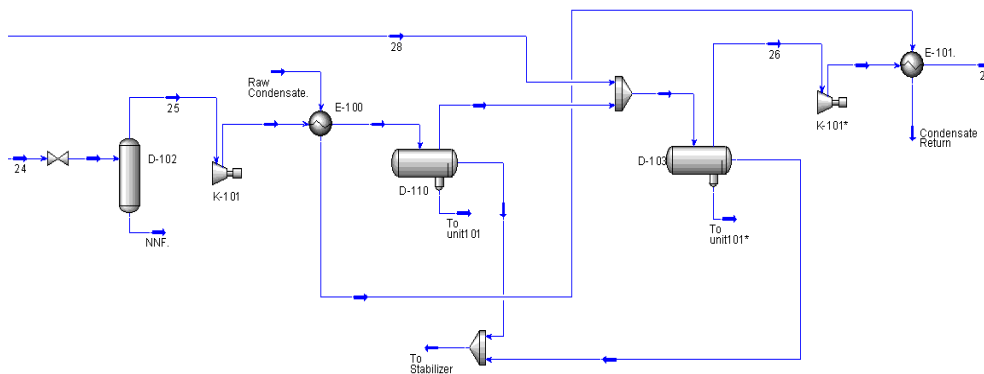 28
26
E-101.
2
Raw
Condensate.
E-100
25
K-101*
D-102
D-110
D-103
Condensate
Return
24
K-101
To
unit101
To
unit101*
NNF.
To
Stabilizer